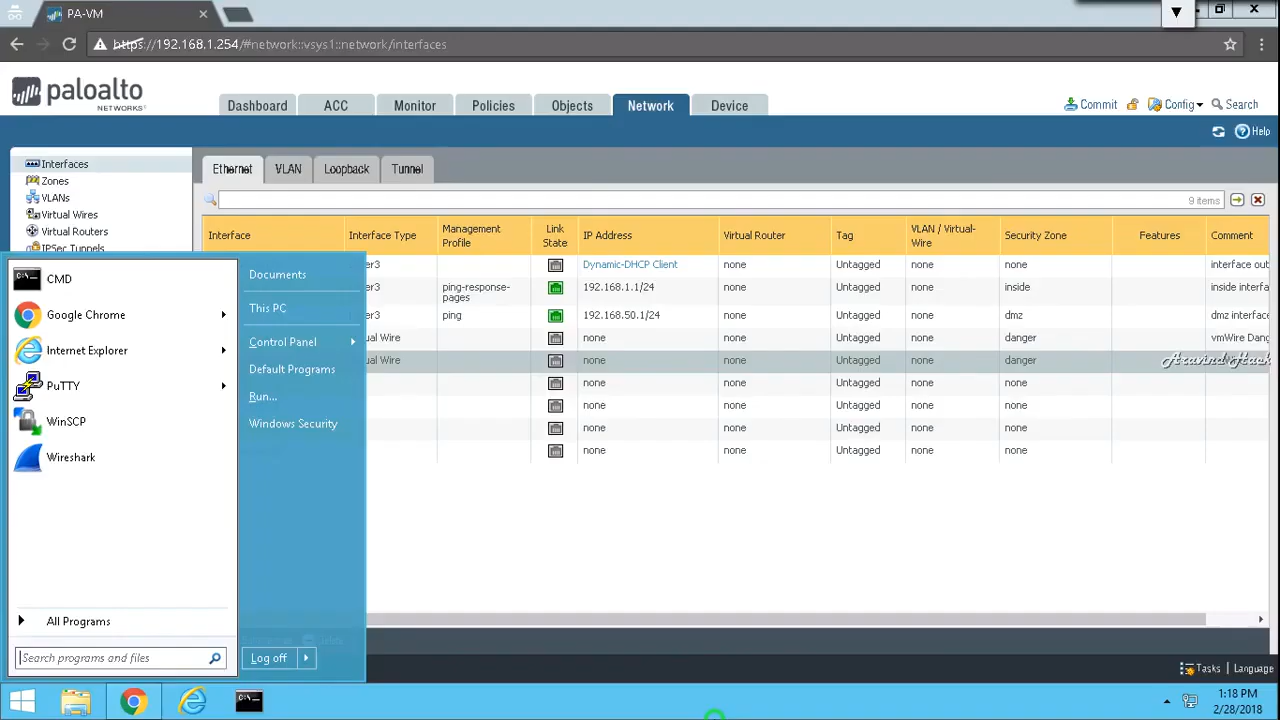 PA-VM
https://192.168.1.254/#network::vsys1::network/interfaces
paloalto
NETWORKS
Dashboard ACC Monitor Policies Objects Network Device
Commit Config Search
Help
Interfaces
Zones
VLANs
Virtual Wires
Virtual Routers
IPSec Tunnels
Ethernet VLAN Loopback Tunnel
9 items
Interface Interface Type Management Profile Link State IP Address Virtual Router Tag VLAN / Virtual-Wire Security Zone Features Comment
er3 Dynamic-DHCP Client none Untagged none none interface out
er3 ping-response-pages 192.168.1.1/24 none Untagged none inside inside interfa
er3 ping 192.168.50.1/24 none Untagged none dmz dmz interfac
ual Wire none none Untagged none danger vmWire Dang
ual Wire none none Untagged none danger
none none Untagged none none
none none Untagged none none
none none Untagged none none
none none Untagged none none
CMD
Google Chrome
Internet Explorer
PuTTY
WinSCP
Wireshark
All Programs
Search programs and files
Documents
This PC
Control Panel
Default Programs
Run...
Windows Security
Log off
Tasks | Language
1:18 PM
2/28/2018